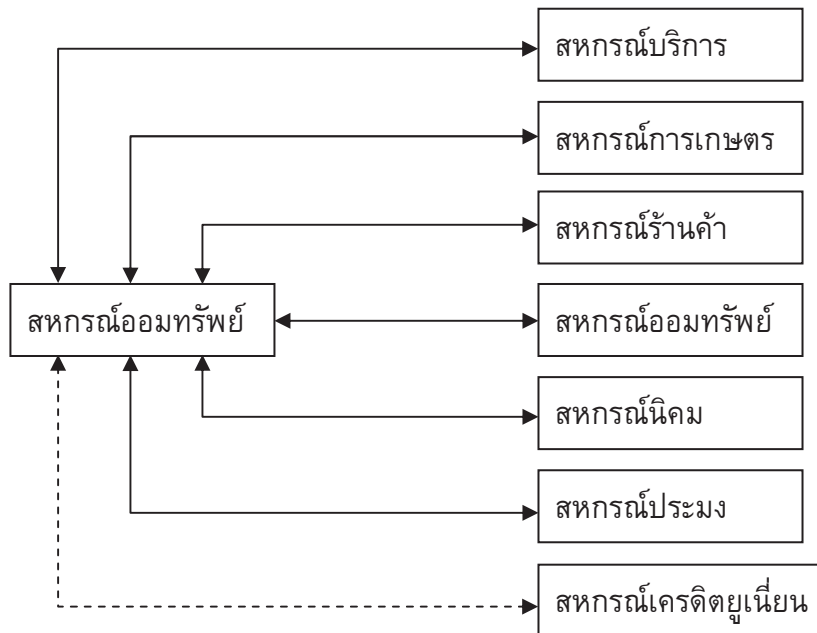 สหกรณ์บริการ
สหกรณ์การเกษตร
สหกรณ์ร้านค้า
สหกรณ์ออมทรัพย์
สหกรณ์ออมทรัพย์
สหกรณ์นิคม
สหกรณ์ประมง
สหกรณ์เครดิตยูเนี่ยน